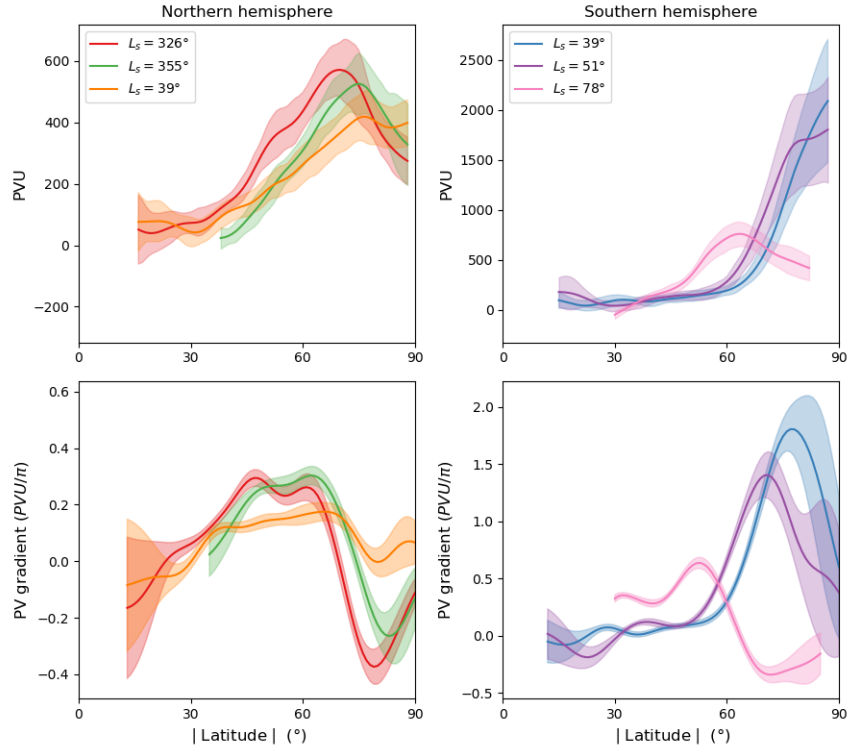 Northern hemisphere
Southern hemisphere
600
400
200
0
−200
PVU
L_s = 326°
L_s = 355°
L_s = 39°
0
30
60
90
2500
2000
1500
1000
500
0
PVU
L_s = 39°
L_s = 51°
L_s = 78°
0
30
60
90
0.6
0.4
0.2
0.0
−0.2
−0.4
PV gradient (PVU/π)
0
30
60
90
| Latitude | (°)
2.0
1.5
1.0
0.5
0.0
−0.5
PV gradient (PVU/π)
0
30
60
90
| Latitude | (°)